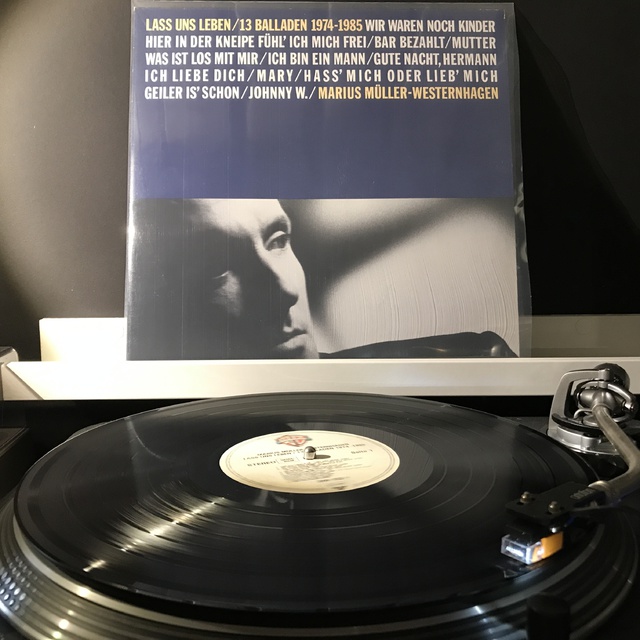 LASS UNS LEBEN/13 BALLADEN 1974-1985 WIR WAREN NOCH KINDER
HIER IN DER KNEIPE FÜHL' ICH MICH FREI/BAR BEZAHLT/MUTTER
WAS IST LOS MIT MIR/ICH BIN EIN MANN/GUTE NACHT, HERMANN
ICH LIEBE DICH/MARY/HASS' MICH ODER LIEB' MICH
GEILER IS' SCHON/JOHNNY W./MARIUS MÜLLER-WESTERNHAGEN
STEREO